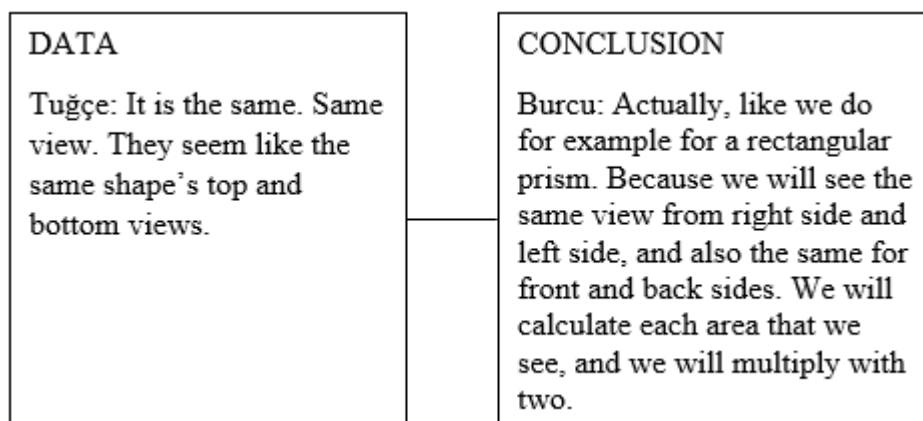 DATA
Tuğçe: It is the same. Same
view. They seem like the
same shape’s top and
bottom views.
CONCLUSION
Burcu: Actually, like we do
for example for a rectangular
prism. Because we will see the
same view from right side and
left side, and also the same for
front and back sides. We will
calculate each area that we
see, and we will multiply with
two.